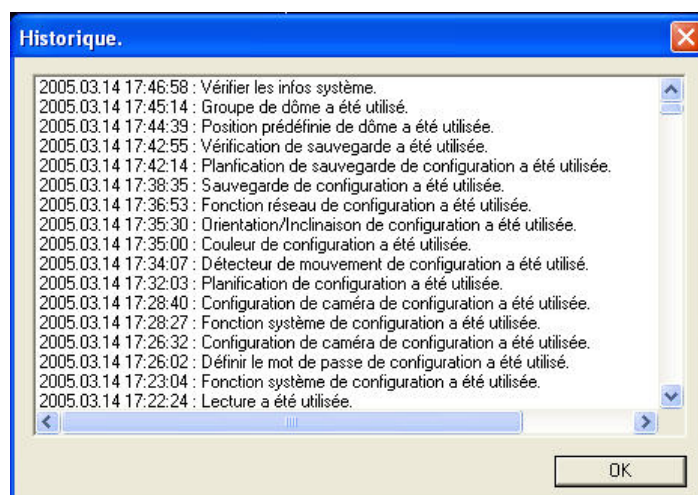 Historique.
2005.03.14 17:46:58 : Vérifier les infos système.
2005.03.14 17:45:14 : Groupe de dôme a été utilisé.
2005.03.14 17:44:39 : Position prédéfinie de dôme a été utilisée.
2005.03.14 17:42:55 : Vérification de sauvegarde a été utilisée.
2005.03.14 17:42:14 : Planfication de sauvegarde de configuration a été utilisée.
2005.03.14 17:38:35 : Sauvegarde de configuration a été utilisée.
2005.03.14 17:36:53 : Fonction réseau de configuration a été utilisée.
2005.03.14 17:35:30 : Orientation/Inclinaison de configuration a été utilisée.
2005.03.14 17:35:00 : Couleur de configuration a été utilisée.
2005.03.14 17:34:07 : Détecteur de mouvement de configuration a été utilisé.
2005.03.14 17:32:03 : Planification de configuration a été utilisée.
2005.03.14 17:28:40 : Configuration de caméra de configuration a été utilisée.
2005.03.14 17:28:27 : Fonction système de configuration a été utilisée.
2005.03.14 17:26:32 : Configuration de caméra de configuration a été utilisée.
2005.03.14 17:26:02 : Définir le mot de passe de configuration a été utilisé.
2005.03.14 17:23:04 : Fonction système de configuration a été utilisée.
2005.03.14 17:22:24 : Lecture a été utilisée.
OK